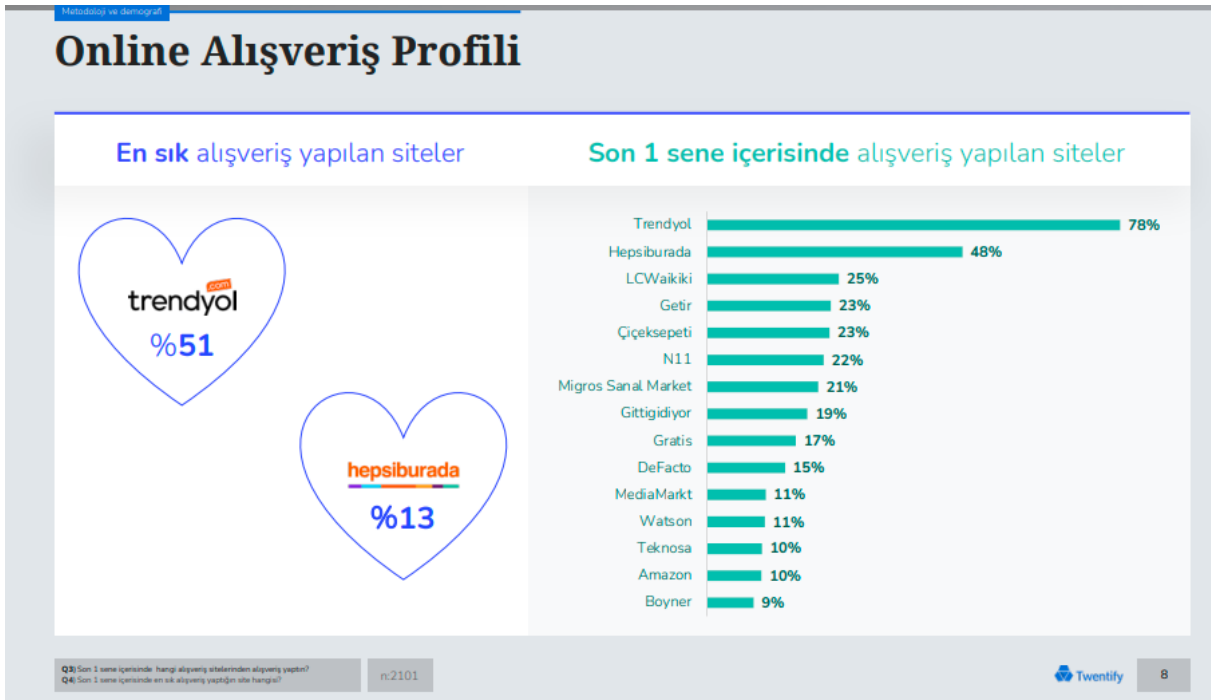 Metodoloji ve demografi
Online Alışveriş Profili
En sık alışveriş yapılan siteler
trendyol
.com
%51
hepsiburada
%13
Son 1 sene içerisinde alışveriş yapılan siteler
Trendyol 78%
Hepsiburada 48%
LCWaikiki 25%
Getir 23%
Çiçeksepeti 23%
N11 22%
Migros Sanal Market 21%
Gittigidiyor 19%
Gratis 17%
DeFacto 15%
MediaMarkt 11%
Watson 11%
Teknosa 10%
Amazon 10%
Boyner 9%
Q3) Son 1 sene içerisinde hangi alışveriş sitelerinden alışveriş yaptın?
Q4) Son 1 sene içerisinde en sık alışveriş yaptığın site hangisi?
n:2101
Twentify
8